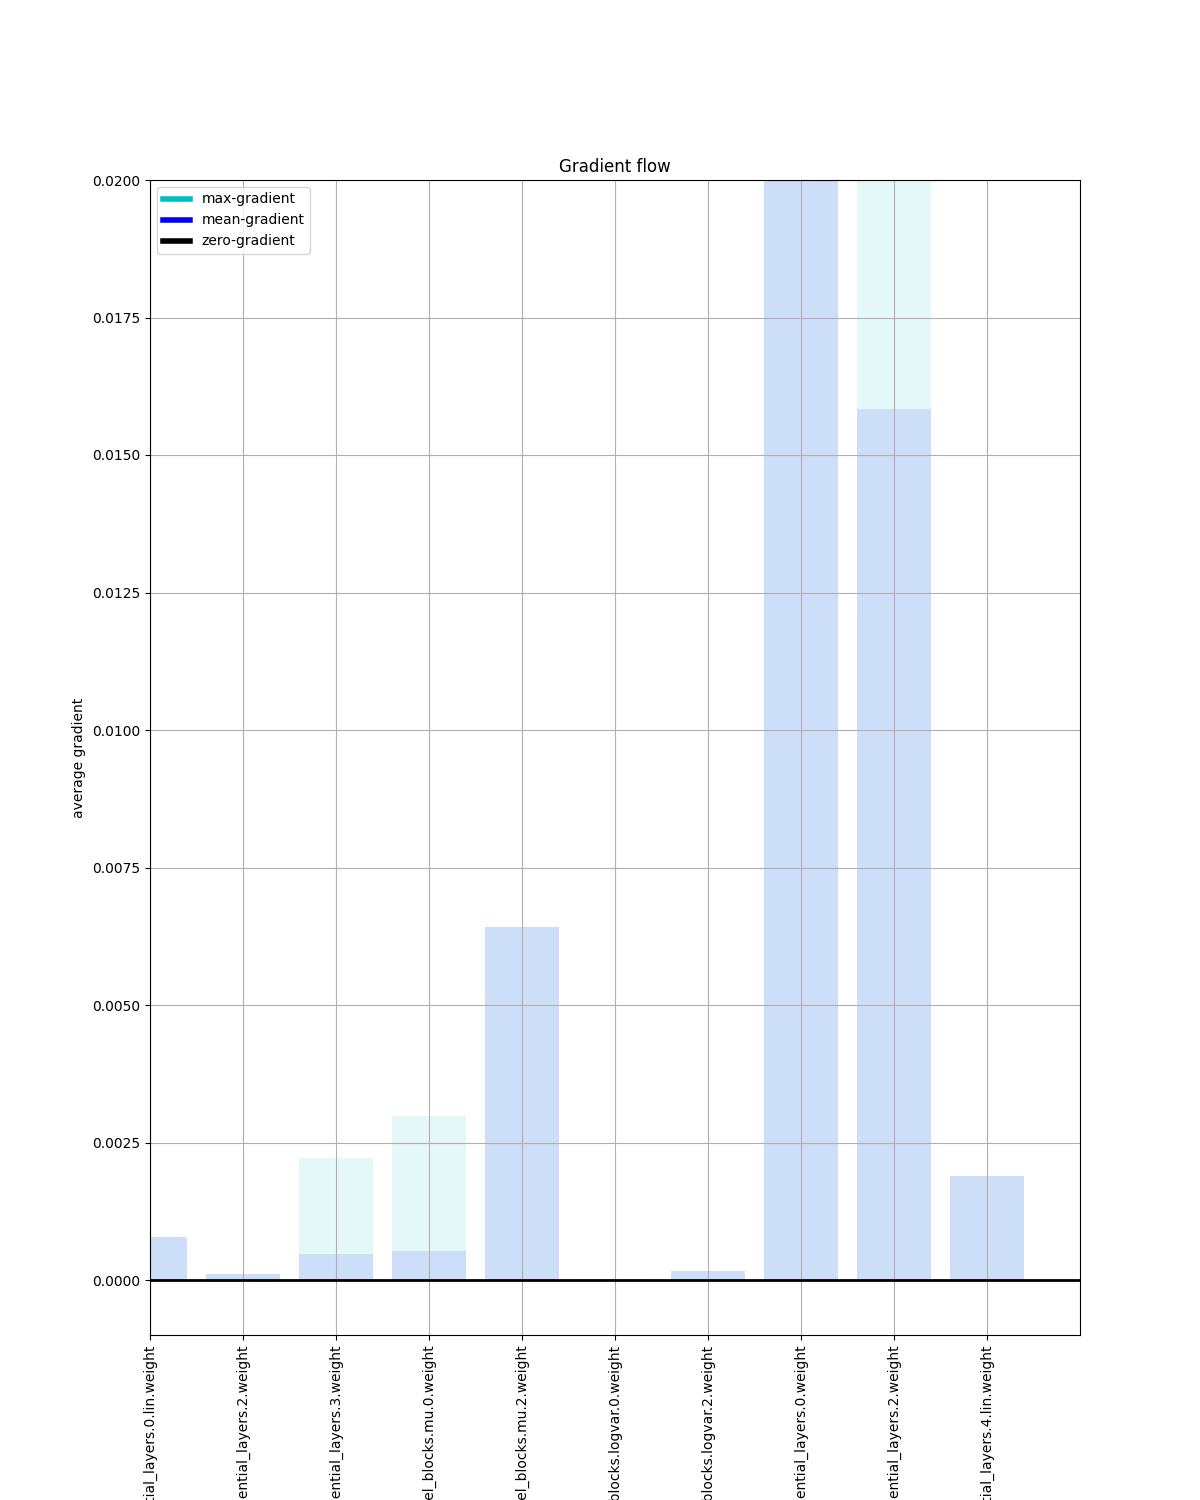 Gradient flow
max-gradient
mean-gradient
zero-gradient
average gradient
0.0200
0.0175
0.0150
0.0125
0.0100
0.0075
0.0050
0.0025
0.0000
tial_layers.0.lin.weight
ential_layers.2.weight
ential_layers.3.weight
el_blocks.mu.0.weight
el_blocks.mu.2.weight
blocks.logvar.0.weight
blocks.logvar.2.weight
ential_layers.0.weight
ential_layers.2.weight
tial_layers.4.lin.weight